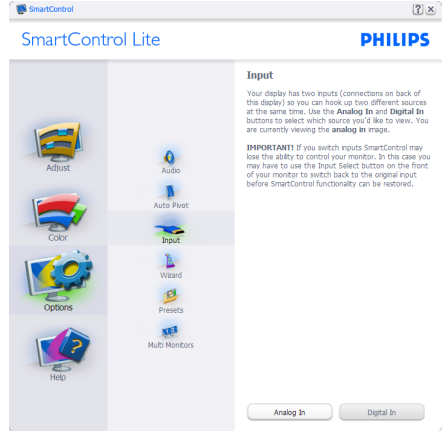 SmartControl
?
x
SmartControl Lite
PHILIPS
Adjust
Color
Options
Help
Audio
Auto Pivot
Input
Wizard
Presets
Multi Monitors
Input
Your display has two inputs (connections on back of
this display) so you can hook up two different sources
at the same time. Use the Analog In and Digital In
buttons to select which source you'd like to view. You
are currently viewing the analog in image.
IMPORTANT! If you switch inputs SmartControl may
lose the ability to control your monitor. In this case you
may have to use the Input Select button on the front
of your monitor to switch back to the original input
before SmartControl functionality can be restored.
Analog In
Digital In